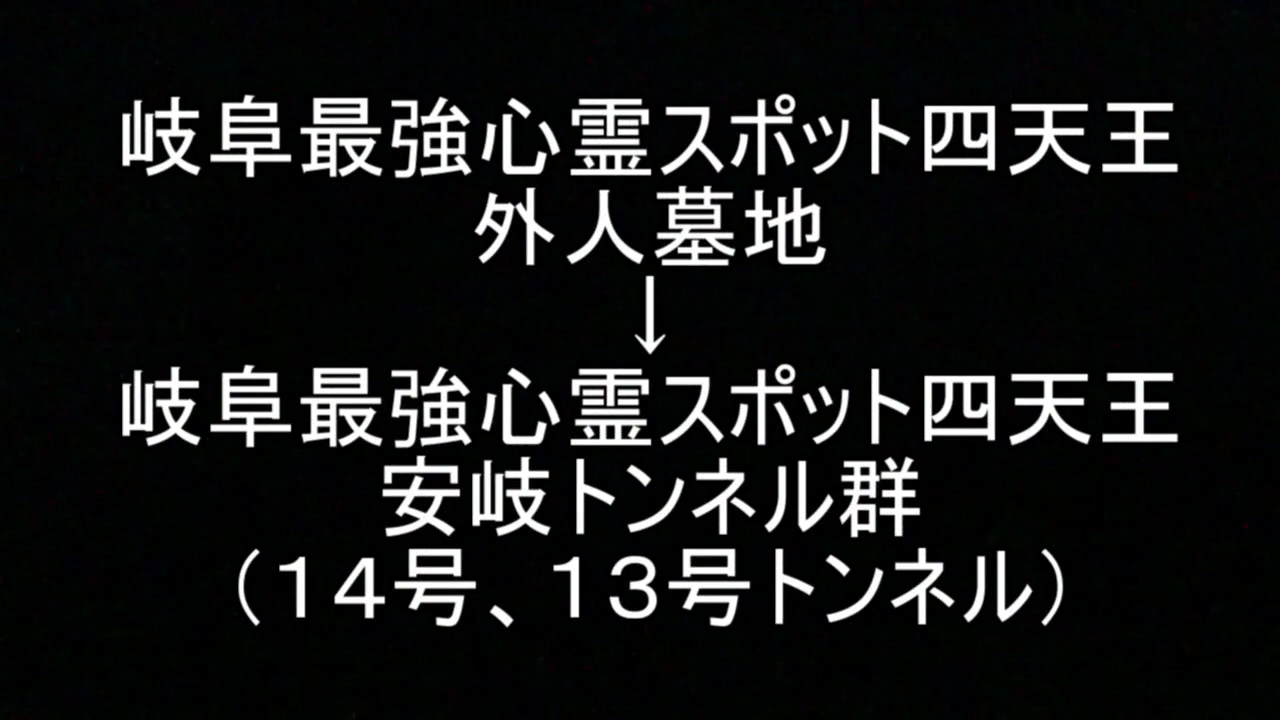 岐阜最強心霊スポット四天王
外人墓地
↓
岐阜最強心霊スポット四天王
安岐トンネル群
（１４号、１３号トンネル）